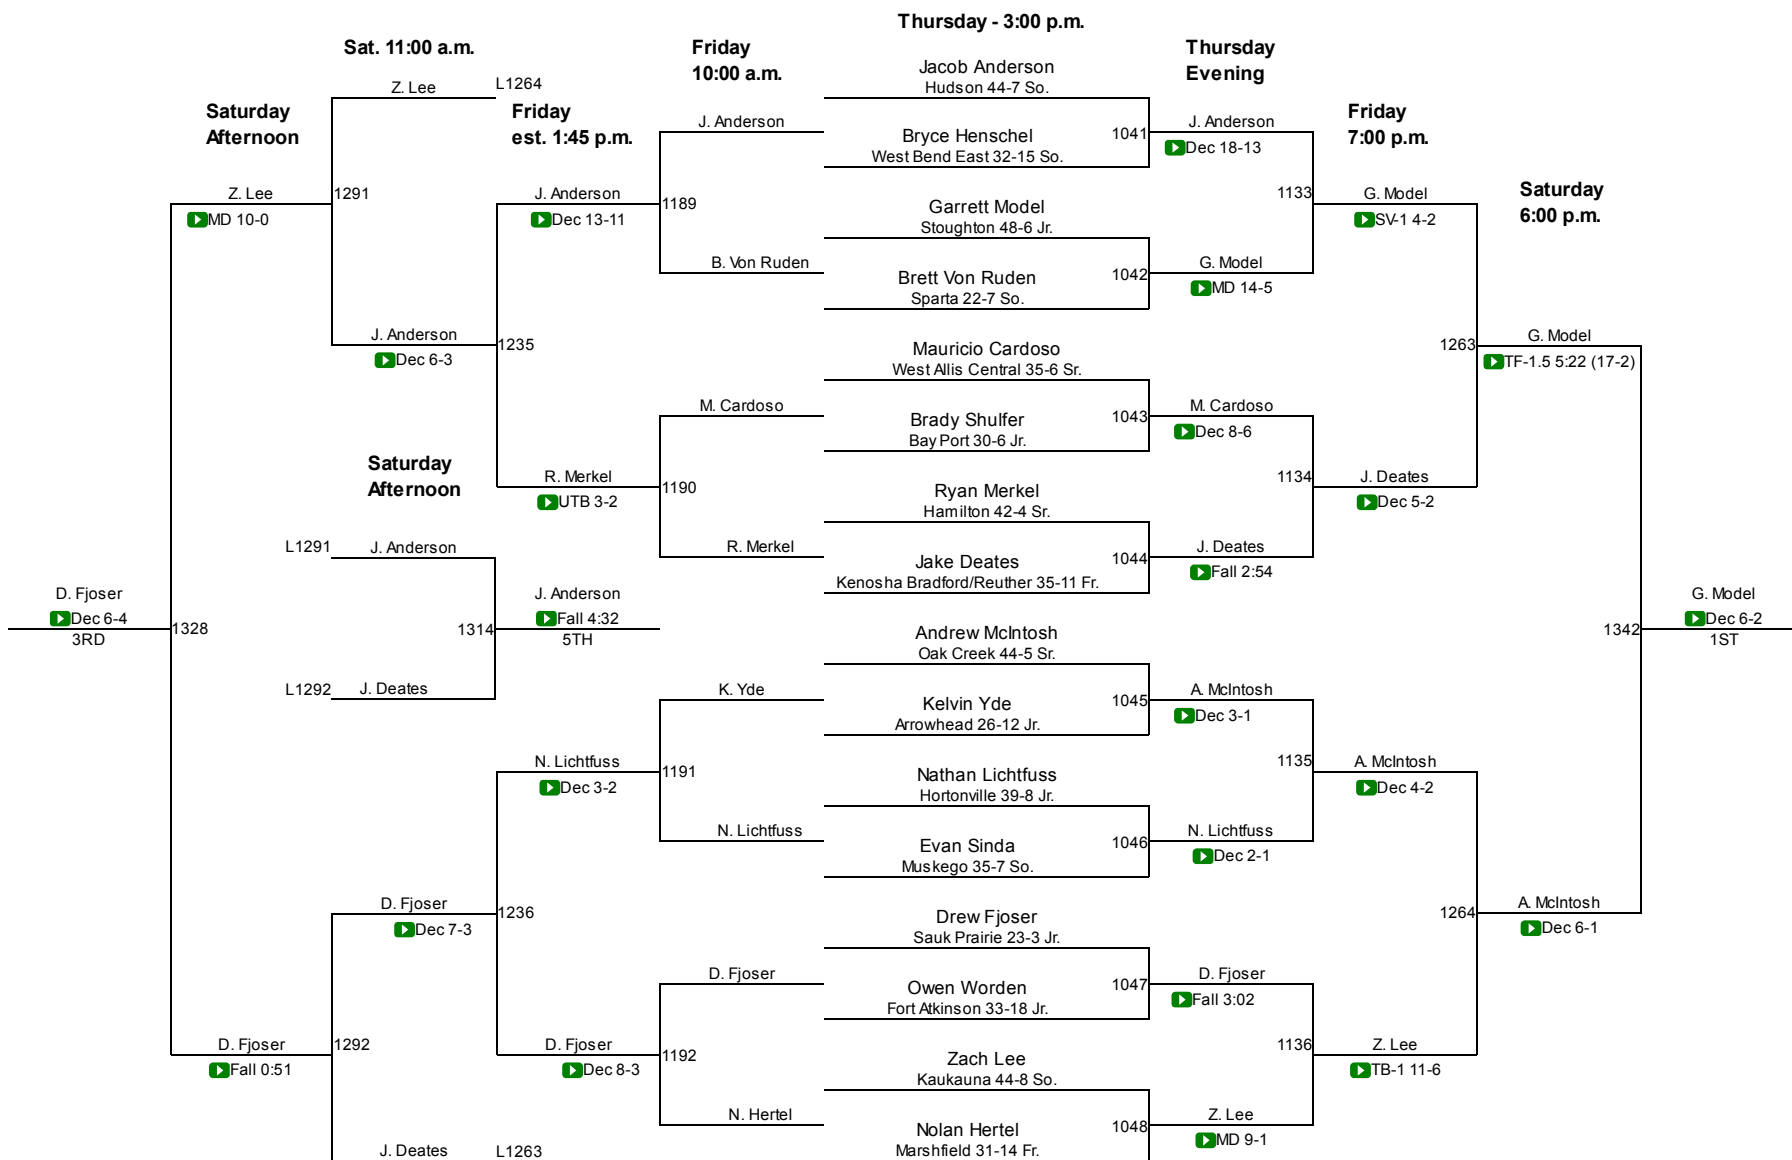 Thursday - 3:00 p.m.
Sat. 11:00 a.m.
Friday
10:00 a.m.
Thursday
Evening
Saturday
Afternoon
Friday
est. 1:45 p.m.
Friday
7:00 p.m.
Saturday
6:00 p.m.
Saturday
Afternoon
Jacob Anderson
Hudson 44-7 So.
1041
Bryce Henschel
West Bend East 32-15 So.
Garrett Model
Stoughton 48-6 Jr.
1042
Brett Von Ruden
Sparta 22-7 So.
Mauricio Cardoso
West Allis Central 35-6 Sr.
1043
Brady Shulfer
Bay Port 30-6 Jr.
Ryan Merkel
Hamilton 42-4 Sr.
1044
Jake Deates
Kenosha Bradford/Reuther 35-11 Fr.
Andrew McIntosh
Oak Creek 44-5 Sr.
1045
Kelvin Yde
Arrowhead 26-12 Jr.
Nathan Lichtfuss
Hortonville 39-8 Jr.
1046
Evan Sinda
Muskego 35-7 So.
Drew Fjoser
Sauk Prairie 23-3 Jr.
1047
Owen Worden
Fort Atkinson 33-18 Jr.
Zach Lee
Kaukauna 44-8 So.
1048
Nolan Hertel
Marshfield 31-14 Fr.
J. Anderson
Dec 18-13
1133
G. Model
MD 14-5
M. Cardoso
Dec 8-6
1134
J. Deates
Fall 2:54
A. McIntosh
Dec 3-1
1135
N. Lichtfuss
Dec 2-1
D. Fjoser
Fall 3:02
1136
Z. Lee
MD 9-1
G. Model
SV-1 4-2
1263
J. Deates
Dec 5-2
A. McIntosh
Dec 4-2
1264
Z. Lee
TB-1 11-6
G. Model
TF-1.5 5:22 (17-2)
1342
A. McIntosh
Dec 6-1
G. Model
Dec 6-2
1ST
J. Anderson
1189
B. Von Ruden
M. Cardoso
1190
R. Merkel
K. Yde
1191
N. Lichtfuss
D. Fjoser
1192
N. Hertel
J. Anderson
Dec 13-11
1235
R. Merkel
UTB 3-2
N. Lichtfuss
Dec 3-2
1236
D. Fjoser
Dec 8-3
Z. Lee
L1264
1291
J. Anderson
Dec 6-3
L1291
J. Anderson
1314
L1292
J. Deates
J. Anderson
Fall 4:32
5TH
D. Fjoser
Dec 7-3
1292
J. Deates
L1263
Z. Lee
MD 10-0
1328
D. Fjoser
Fall 0:51
D. Fjoser
Dec 6-4
3RD